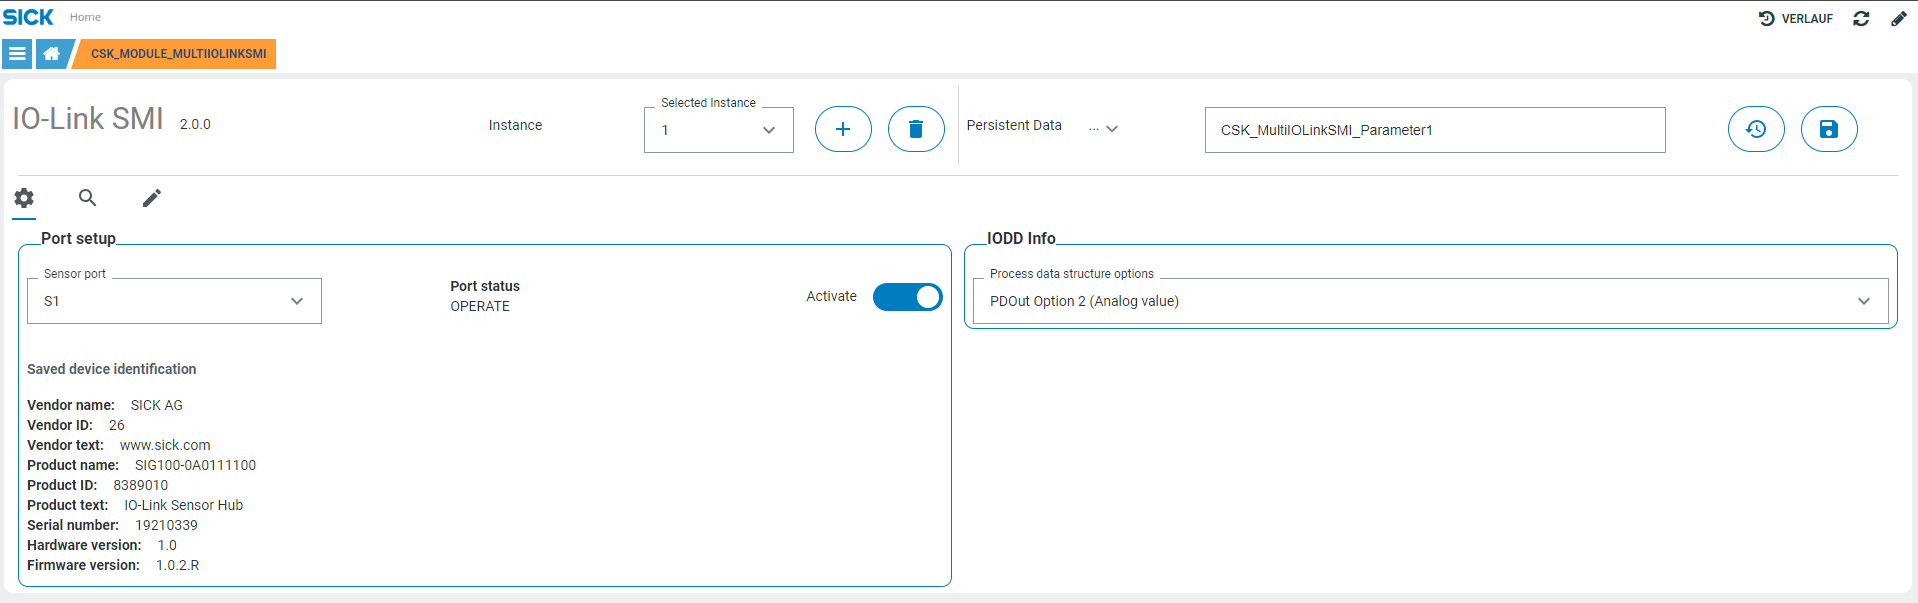 SICK Home
VERLAUF
CSK_MODULE_MULTIIOLINKSMI
IO-Link SMI 2.0.0
Instance
Selected Instance
1
Persistent Data ...
CSK_MultiIOLinkSMI_Parameter1
Port setup
Sensor port
S1
Port status
OPERATE
Activate
Saved device identification
Vendor name: SICK AG
Vendor ID: 26
Vendor text: www.sick.com
Product name: SIG100-0A0111100
Product ID: 8389010
Product text: IO-Link Sensor Hub
Serial number: 19210339
Hardware version: 1.0
Firmware version: 1.0.2.R
IODD Info
Process data structure options
PDOut Option 2 (Analog value)